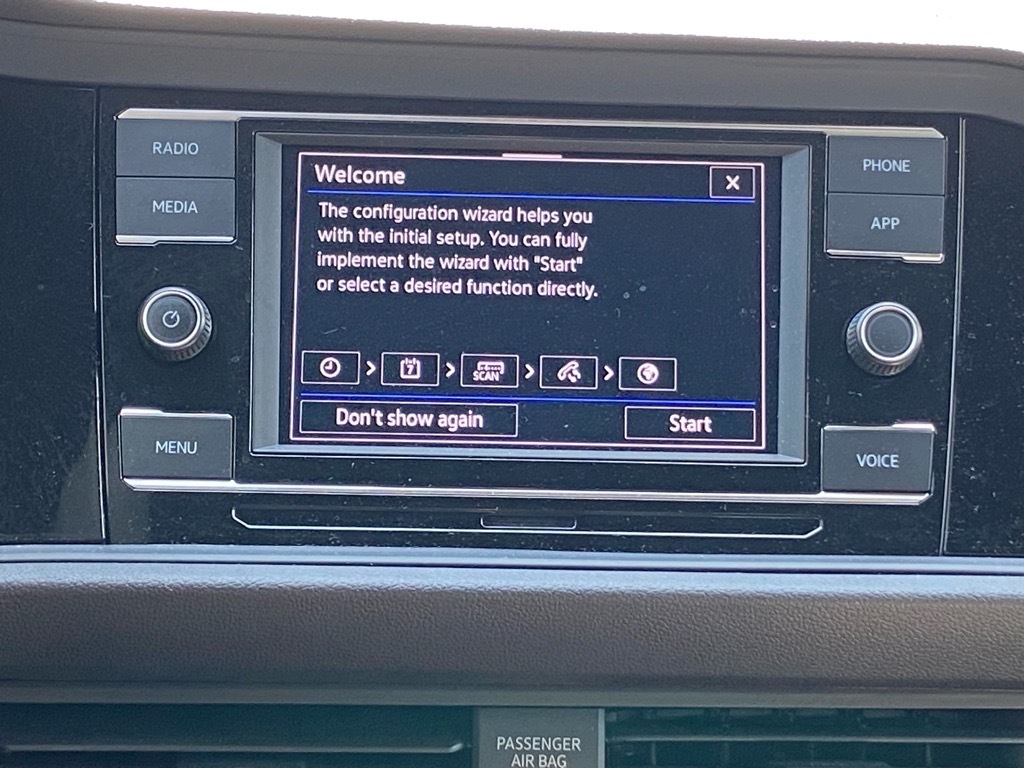 RADIO
MEDIA
PHONE
APP
Welcome
X
The configuration wizard helps you
with the initial setup. You can fully
implement the wizard with "Start"
or select a desired function directly.
7
SCAN
Don't show again
Start
MENU
VOICE
PASSENGER
AIR BAG